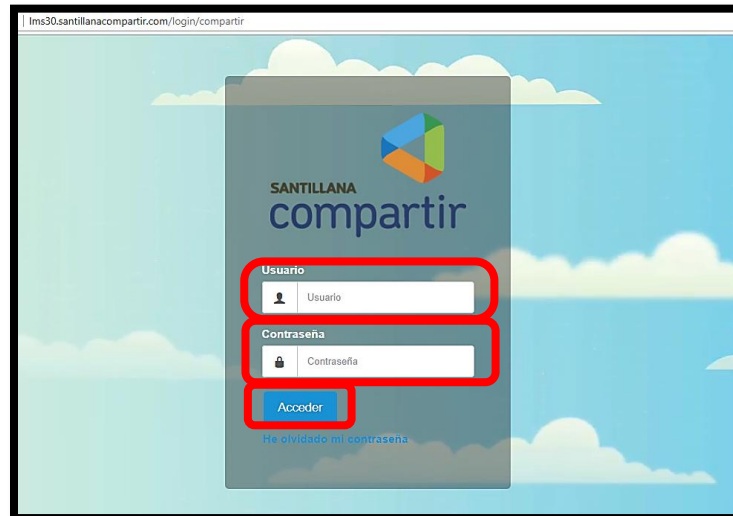 lms30.santillanacompartir.com/login/compartir
SANTILLANA
compartir
Usuario
Usuario
Contraseña
Contraseña
Acceder
He olvidado mi contraseña